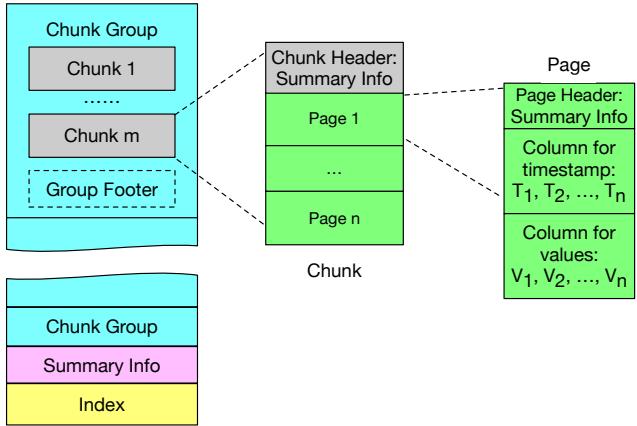 Chunk Group
Chunk 1
......
Chunk m
Group Footer
Chunk Group
Summary Info
Index
Chunk Header:
Summary Info
Page 1
...
Page n
Chunk
Page
Page Header:
Summary Info
Column for
timestamp:
T1, T2, ..., Tn
Column for
values:
V1, V2, ..., Vn